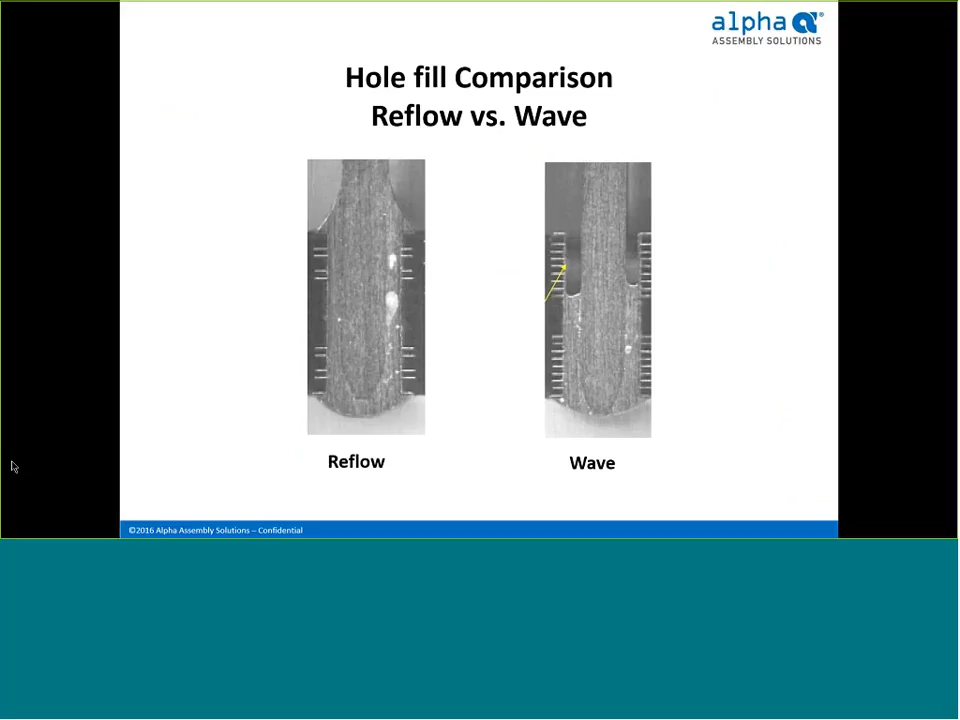 alpha a®
ASSEMBLY SOLUTIONS
Hole fill Comparison
Reflow vs. Wave
Reflow
Wave
©2016 Alpha Assembly Solutions – Confidential